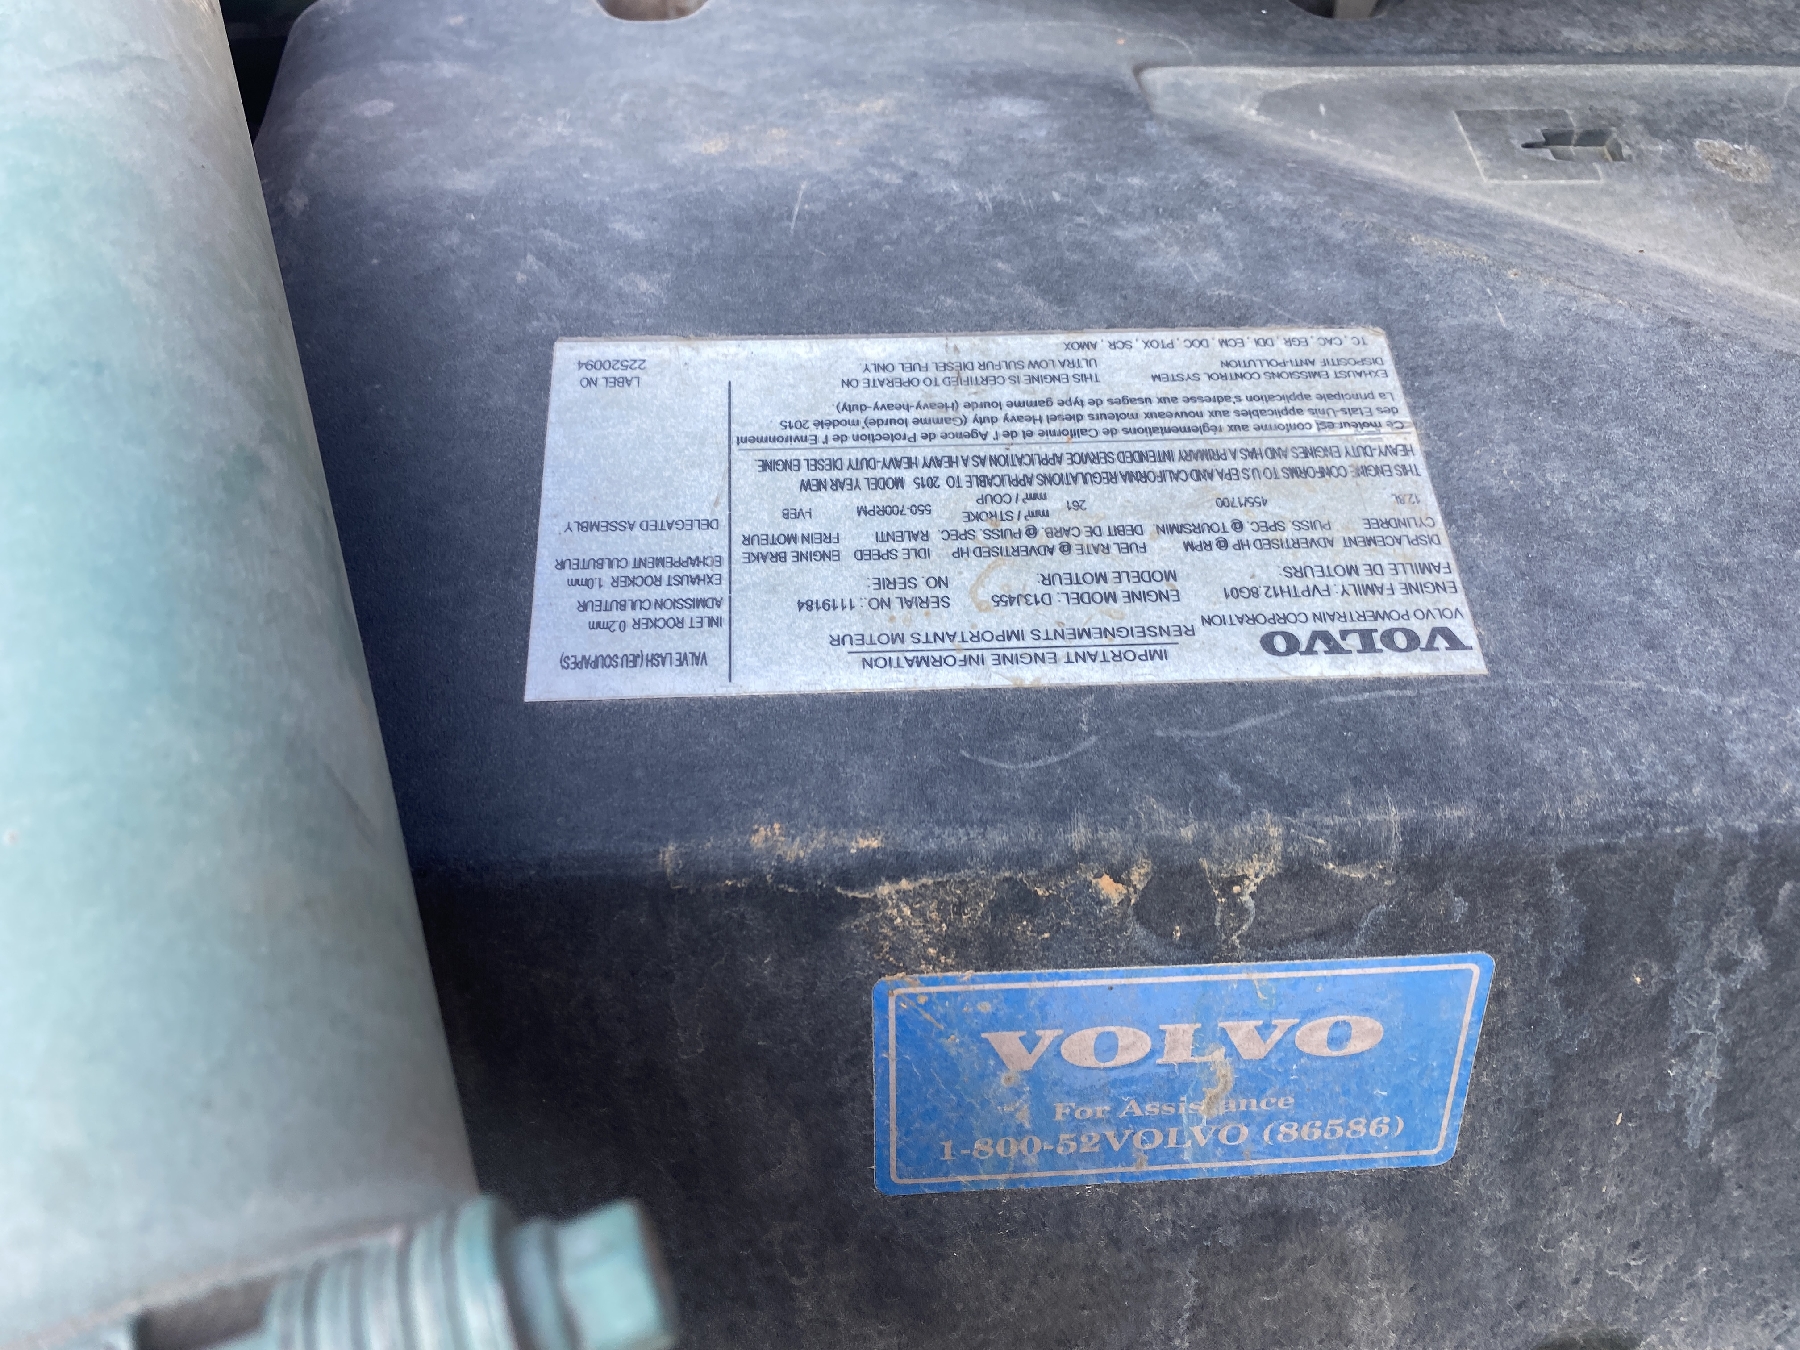 VOLVO
VOLVO POWERTRAIN CORPORATION
IMPORTANT ENGINE INFORMATION
RENSEIGNEMENTS IMPORTANTS MOTEUR
ENGINE FAMILY: FVPTH12.8G01
FAMILLE DE MOTEURS:
ENGINE MODEL: D13J455
MODELE MOTEUR:
SERIAL NO.: 1119184
NO. SERIE:
DISPLACEMENT ADVERTISED HP @ RPM FUEL RATE @ ADVERTISED HP IDLE SPEED ENGINE BRAKE
CYLINDREE PUISS. SPEC. @ TOURS/MIN DEBIT DE CARB. @ PUISS. SPEC. RALENTI FREIN MOTEUR
12.8L 455/1700 261 mm³ / STROKE 550-700RPM I-VEB
mm³ / COUP
THIS ENGINE CONFORMS TO U S EPA AND CALIFORNIA REGULATIONS APPLICABLE TO 2015 MODEL YEAR NEW
HEAVY-DUTY ENGINES AND HAS A PRIMARY INTENDED SERVICE APPLICATION AS A HEAVY HEAVY-DUTY DIESEL ENGINE
Ce moteur est conforme aux réglementations de Californie et de l' Agence de Protection de l' Environment
des Etats-Unis applicables aux nouveaux moteurs diesel Heavy duty (Gamme lourde) modèle 2015
La principale application s'adresse aux usages de type gamme lourde (Heavy-heavy-duty)
EXHAUST EMISSIONS CONTROL SYSTEM
DISPOSITIF ANTI-POLLUTION
TC , CAC , EGR , DDI , ECM , DOC , PTOX , SCR , AMOX
THIS ENGINE IS CERTIFIED TO OPERATE ON
ULTRA LOW SULFUR DIESEL FUEL ONLY
VALVE LASH (JEU SOUPAPES)
INLET ROCKER 0.2mm
ADMISSION CULBUTEUR
EXHAUST ROCKER 1.0mm
ECHAPPEMENT CULBUTEUR
DELEGATED ASSEMBLY
LABEL NO
22520094
VOLVO
For Assistance
1-800-52VOLVO (86586)